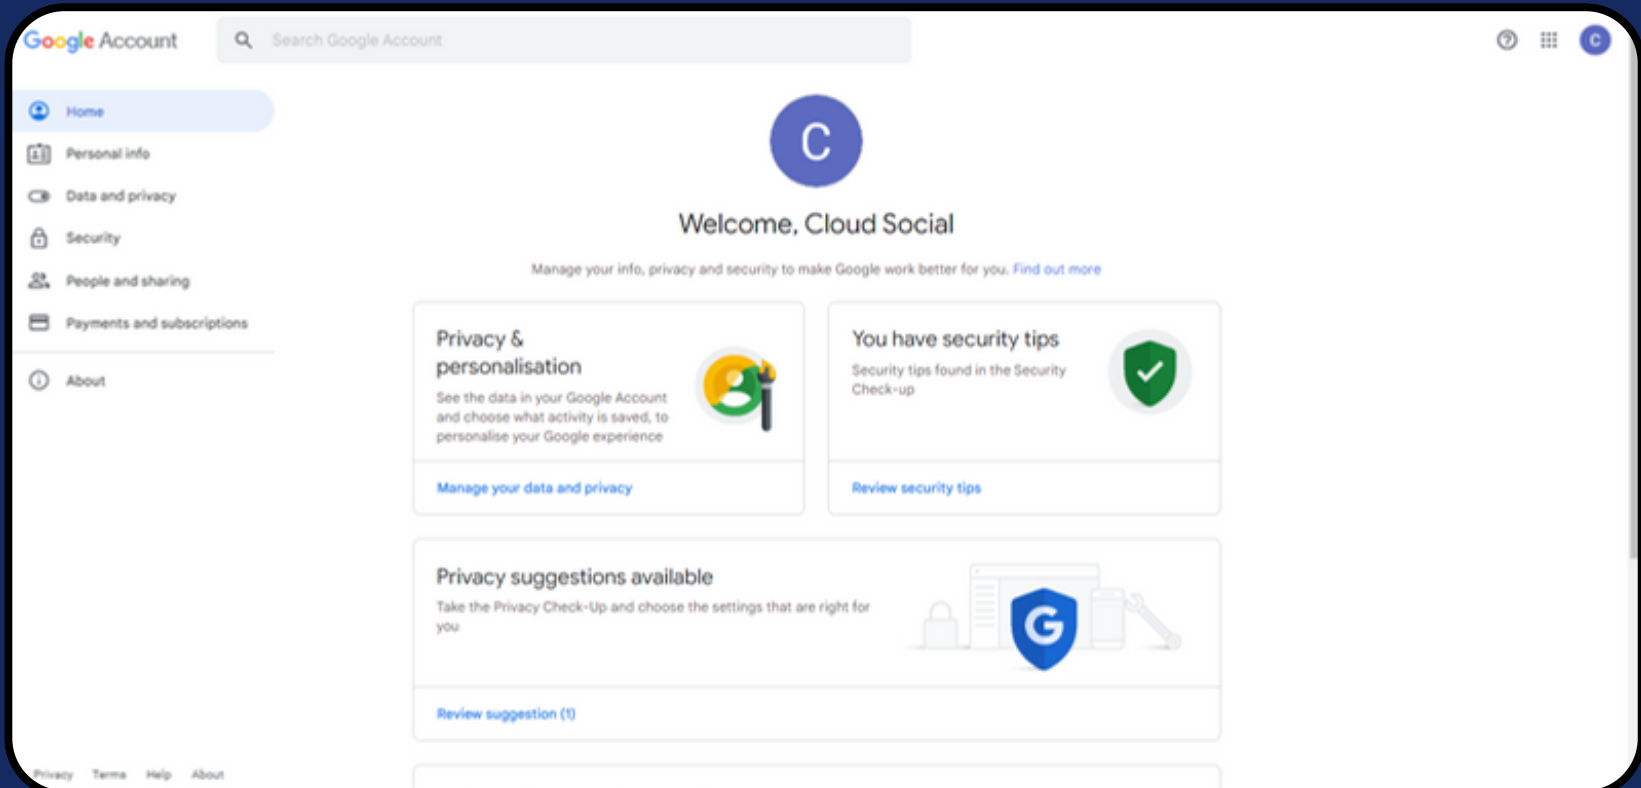 Google Account
Search Google Account
C
Home
Personal info
Data and privacy
Security
People and sharing
Payments and subscriptions
About
C
Welcome, Cloud Social
Manage your info, privacy and security to make Google work better for you. Find out more
Privacy &
personalisation
See the data in your Google Account
and choose what activity is saved, to
personalise your Google experience
Manage your data and privacy
You have security tips
Security tips found in the Security
Check-up
Review security tips
Privacy suggestions available
Take the Privacy Check-Up and choose the settings that are right for
you
G
Review suggestion (1)
Privacy Terms Help About